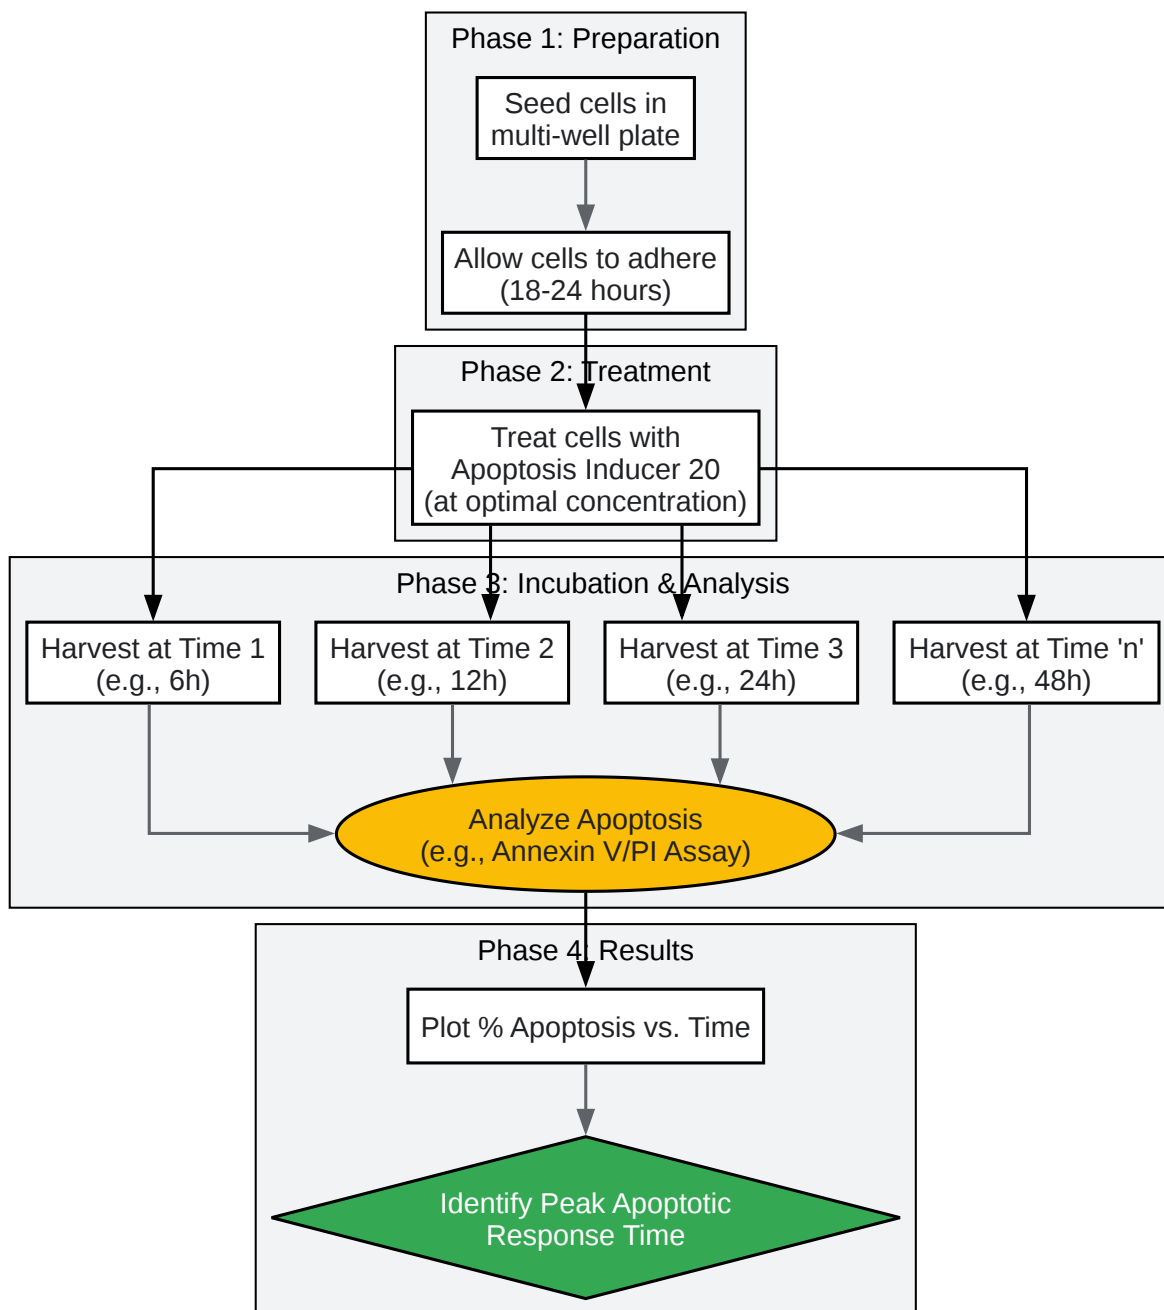 Phase 1: Preparation
Seed cells in
multi-well plate
Allow cells to adhere
(18-24 hours)
Phase 2: Treatment
Treat cells with
Apoptosis Inducer 20
(at optimal concentration)
Phase 3: Incubation & Analysis
Harvest at Time 1
(e.g., 6h)
Harvest at Time 2
(e.g., 12h)
Harvest at Time 3
(e.g., 24h)
Harvest at Time 'n'
(e.g., 48h)
Analyze Apoptosis
(e.g., Annexin V/PI Assay)
Phase 4: Results
Plot % Apoptosis vs. Time
Identify Peak Apoptotic
Response Time